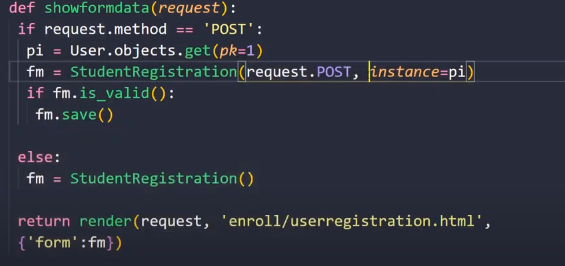 def showformdata(request):
if request.method == 'POST':
pi = User.objects.get(pk=1)
fm = StudentRegistration(request.POST, instance=pi)
if fm.is_valid():
fm.save()
else:
fm = StudentRegistration()
return render(request, 'enroll/userregistration.html',
{'form':fm})